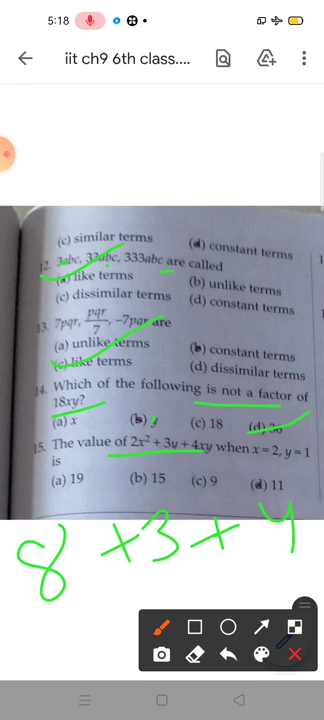 5:18
iit ch9 6th class....
(c) similar terms (d) constant terms
12. 3abc, 32abc, 333abc are called
(a) like terms (b) unlike terms
(c) dissimilar terms (d) constant terms
13. 7pqr, pqr/7, −7pqr are
(a) unlike terms (b) constant terms
(c) like terms (d) dissimilar terms
14. Which of the following is not a factor of
18xy?
(a) x (b) y (c) 18 (d) 36
15. The value of 2x² + 3y + 4xy when x = 2, y = 1
is
(a) 19 (b) 15 (c) 9 (d) 11
8 + 3 + y